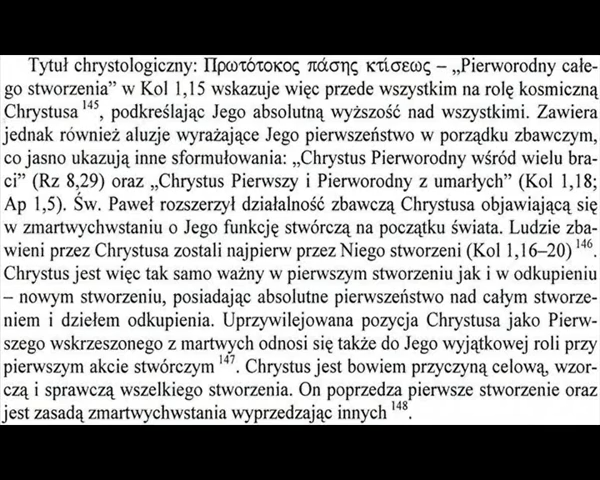 Tytuł chrystologiczny: Πρωτότοκος πάσης κτίσεως – „Pierworodny całe-
go stworzenia” w Kol 1,15 wskazuje więc przede wszystkim na rolę kosmiczną
Chrystusa 145, podkreślając Jego absolutną wyższość nad wszystkimi. Zawiera
jednak również aluzje wyrażające Jego pierwszeństwo w porządku zbawczym,
co jasno ukazują inne sformułowania: „Chrystus Pierworodny wśród wielu bra-
ci” (Rz 8,29) oraz „Chrystus Pierwszy i Pierworodny z umarłych” (Kol 1,18;
Ap 1,5). Św. Paweł rozszerzył działalność zbawczą Chrystusa objawiającą się
w zmartwychwstaniu o Jego funkcję stwórczą na początku świata. Ludzie zba-
wieni przez Chrystusa zostali najpierw przez Niego stworzeni (Kol 1,16–20) 146.
Chrystus jest więc tak samo ważny w pierwszym stworzeniu jak i w odkupieniu
– nowym stworzeniu, posiadając absolutne pierwszeństwo nad całym stworze-
niem i dziełem odkupienia. Uprzywilejowana pozycja Chrystusa jako Pierw-
szego wskrzeszonego z martwych odnosi się także do Jego wyjątkowej roli przy
pierwszym akcie stwórczym 147. Chrystus jest bowiem przyczyną celową, wzor-
czą i sprawczą wszelkiego stworzenia. On poprzedza pierwsze stworzenie oraz
jest zasadą zmartwychwstania wyprzedzając innych 148.